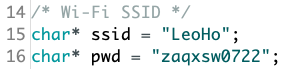 14 /* Wi-Fi SSID */
15 char* ssid = "LeoHo";
16 char* pwd = "zaqxsw0722";